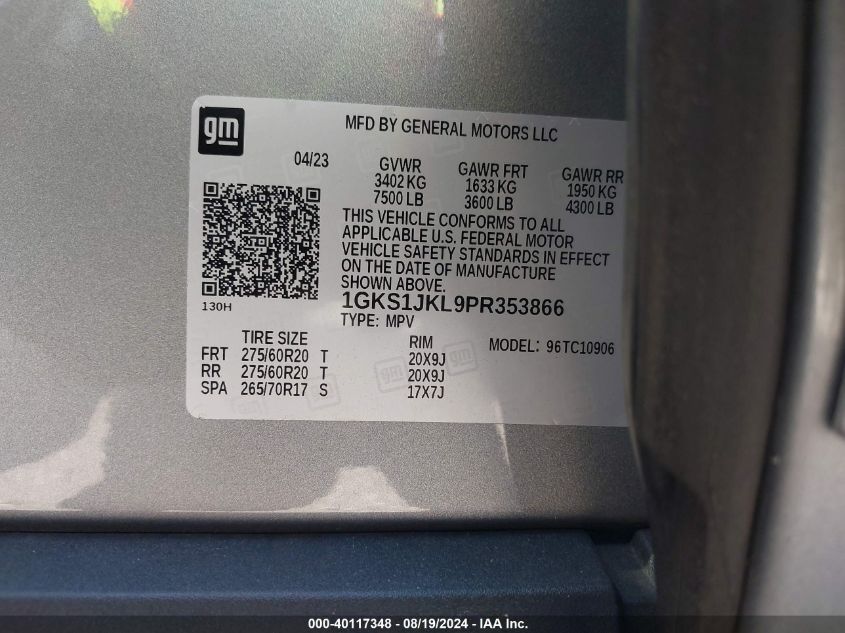 gm
MFD BY GENERAL MOTORS LLC
04/23 GVWR GAWR FRT GAWR RR
3402 KG 1633 KG 1950 KG
7500 LB 3600 LB 4300 LB
THIS VEHICLE CONFORMS TO ALL
APPLICABLE U.S. FEDERAL MOTOR
VEHICLE SAFETY STANDARDS IN EFFECT
ON THE DATE OF MANUFACTURE
SHOWN ABOVE.
130H
1GKS1JKL9PR353866
TYPE: MPV
TIRE SIZE RIM MODEL: 96TC10906
FRT 275/60R20 T 20X9J
RR 275/60R20 T 20X9J
SPA 265/70R17 S 17X7J
000-40117348 - 08/19/2024 - IAA Inc.